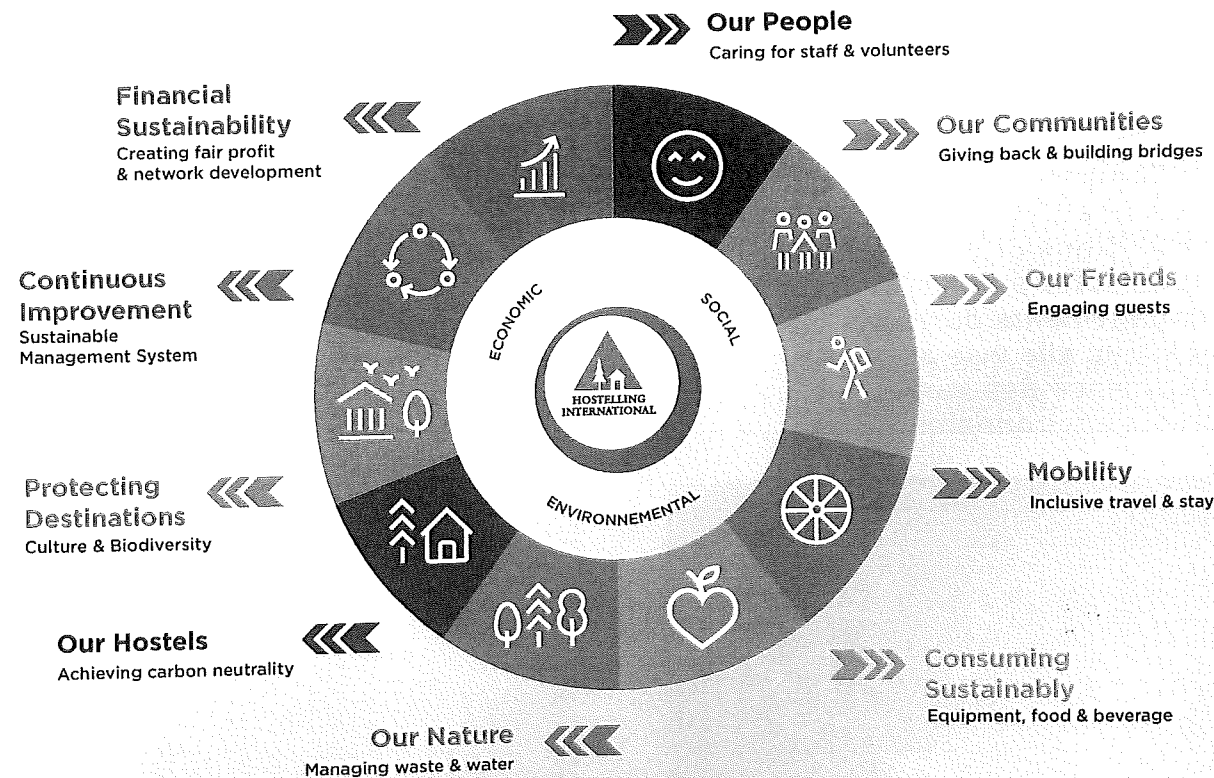 Our People
Caring for staff & volunteers
Our Communities
Giving back & building bridges
Our Friends
Engaging guests
Mobility
Inclusive travel & stay
Consuming
Sustainably
Equipment, food & beverage
Our Nature
Managing waste & water
Our Hostels
Achieving carbon neutrality
Protecting
Destinations
Culture & Biodiversity
Continuous
Improvement
Sustainable
Management System
Financial
Sustainability
Creating fair profit
& network development
ECONOMIC
SOCIAL
ENVIRONNEMENTAL
HOSTELLING
INTERNATIONAL